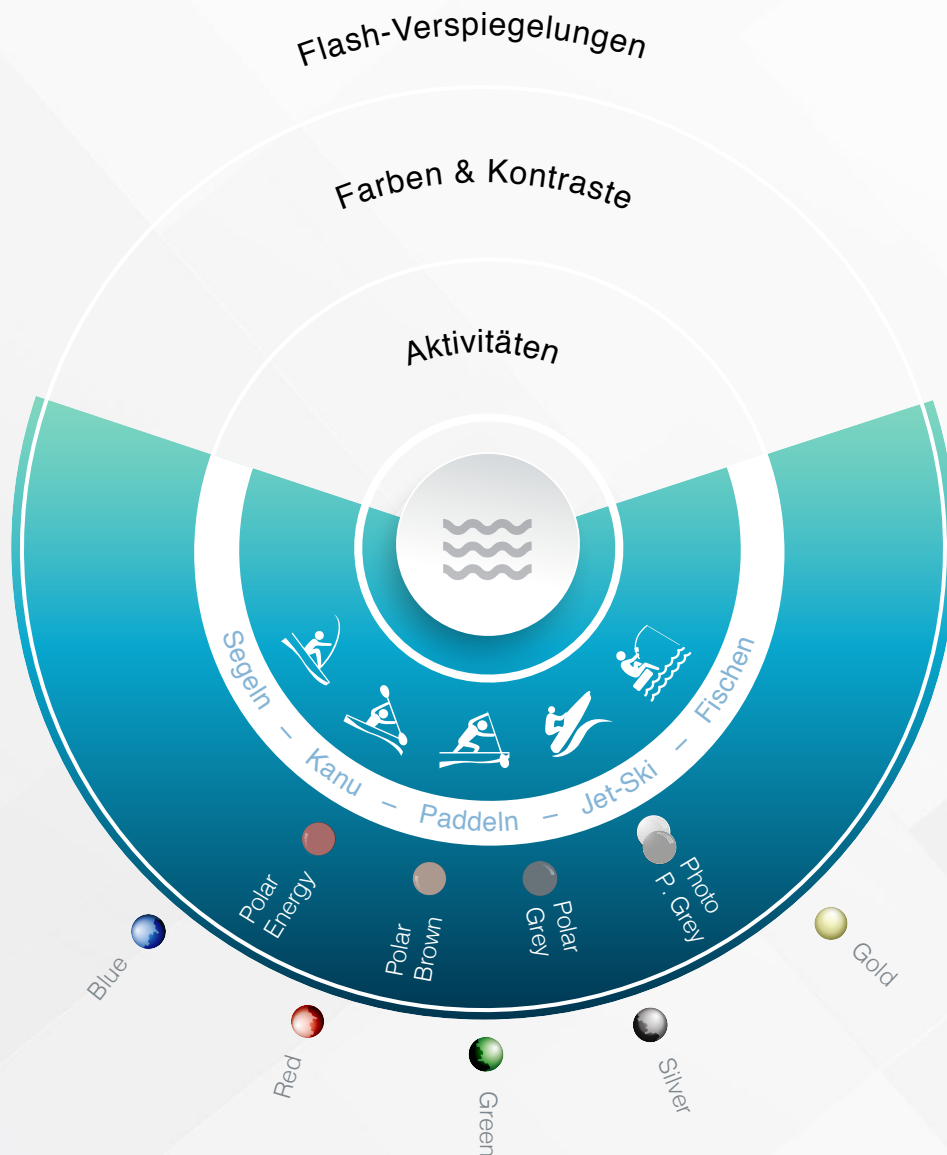 Flash-Verspiegelungen
Farben & Kontraste
Aktivitäten
Segeln – Kanu – Paddeln – Jet-Ski – Fischen
Polar
Energy
Polar
Brown
Polar
Grey
Photo
P. Grey
Blue
Red
Green
Silver
Gold